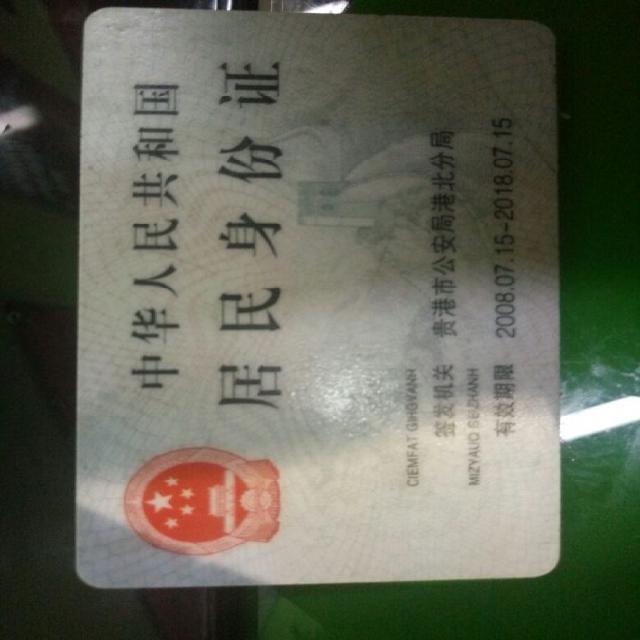 中华人民共和国
居民身份证
CIEMFAT GIHGVANH
签发机关 贵港市公安局港北分局
MIZYAUQ SEIZHANH
有效期限 2008.07.15-2018.07.15